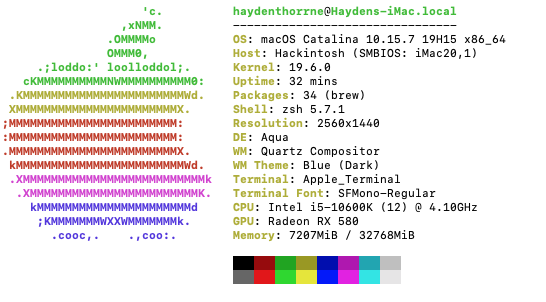 'c.
,xNMM.
.OMMMMo
OMMM0,
.;loddo:' loolloddol;.
cKMMMMMMMMMMNWMMMMMMMMMM0:
.KMMMMMMMMMMMMMMMMMMMMMMMWd.
XMMMMMMMMMMMMMMMMMMMMMMMX.
;MMMMMMMMMMMMMMMMMMMMMMMM:
:MMMMMMMMMMMMMMMMMMMMMMMM:
.MMMMMMMMMMMMMMMMMMMMMMMMX.
kMMMMMMMMMMMMMMMMMMMMMMMMWd.
.XMMMMMMMMMMMMMMMMMMMMMMMMMMk
.XMMMMMMMMMMMMMMMMMMMMMMMMK.
kMMMMMMMMMMMMMMMMMMMMMMd
;KMMMMMMMWXXWMMMMMMMk.
.cooc,. .,coo:.
haydenthorrne@Haydens-iMac.local
--------------------------------
OS: macOS Catalina 10.15.7 19H15 x86_64
Host: Hackintosh (SMBIOS: iMac20,1)
Kernel: 19.6.0
Uptime: 32 mins
Packages: 34 (brew)
Shell: zsh 5.7.1
Resolution: 2560x1440
DE: Aqua
WM: Quartz Compositor
WM Theme: Blue (Dark)
Terminal: Apple_Terminal
Terminal Font: SFMono-Regular
CPU: Intel i5-10600K (12) @ 4.10GHz
GPU: Radeon RX 580
Memory: 7207MiB / 32768MiB